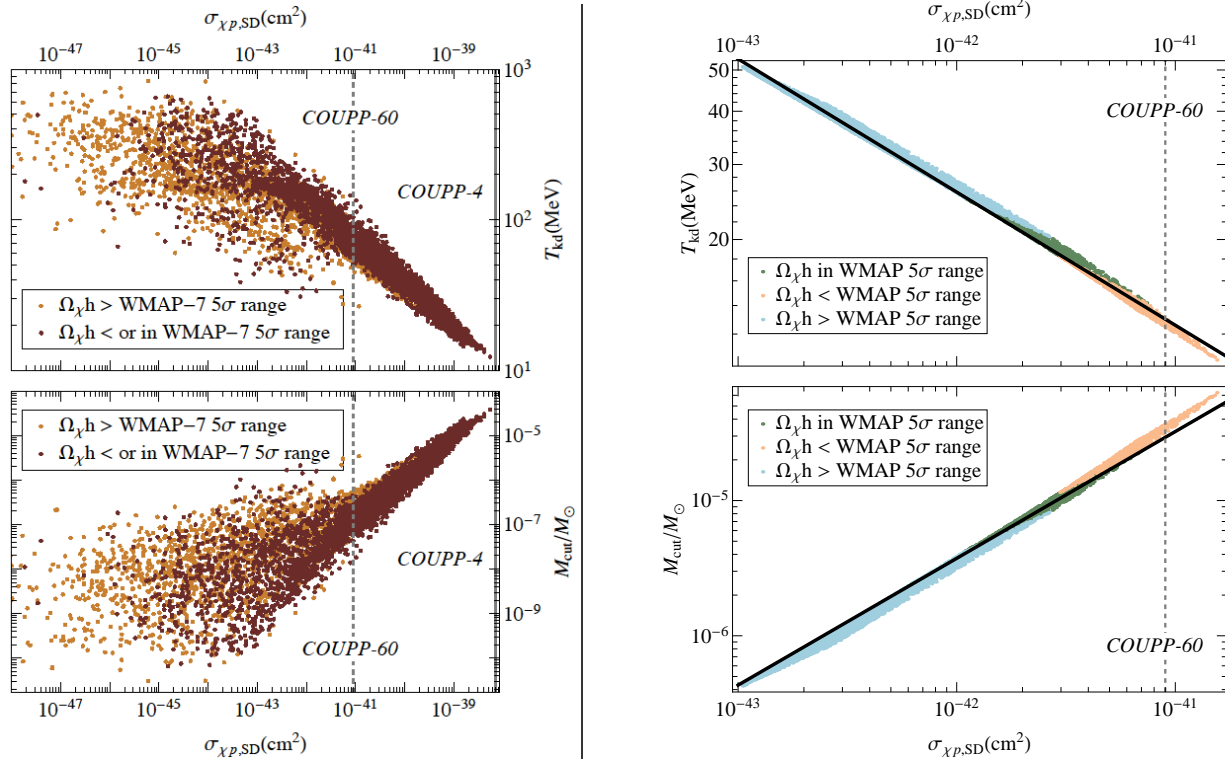 σχp,SD(cm²)
10⁻⁴⁷ 10⁻⁴⁵ 10⁻⁴³ 10⁻⁴¹ 10⁻³⁹
10³
COUPP-60
COUPP-4
10²
Tkd(MeV)
Ωχh > WMAP−7 5σ range
Ωχh < or in WMAP−7 5σ range
10¹
Ωχh > WMAP−7 5σ range
Ωχh < or in WMAP−7 5σ range
10⁻⁵
10⁻⁷
Mcut/M⊙
COUPP-4
10⁻⁹
COUPP-60
10⁻⁴⁷ 10⁻⁴⁵ 10⁻⁴³ 10⁻⁴¹ 10⁻³⁹
σχp,SD(cm²)
σχp,SD(cm²)
10⁻⁴³ 10⁻⁴² 10⁻⁴¹
50
COUPP-60
40
30
Tkd(MeV)
20
Ωχh in WMAP 5σ range
Ωχh < WMAP 5σ range
Ωχh > WMAP 5σ range
Ωχh in WMAP 5σ range
Ωχh < WMAP 5σ range
Ωχh > WMAP 5σ range
10⁻⁵
Mcut/M⊙
10⁻⁶
COUPP-60
10⁻⁴³ 10⁻⁴² 10⁻⁴¹
σχp,SD(cm²)